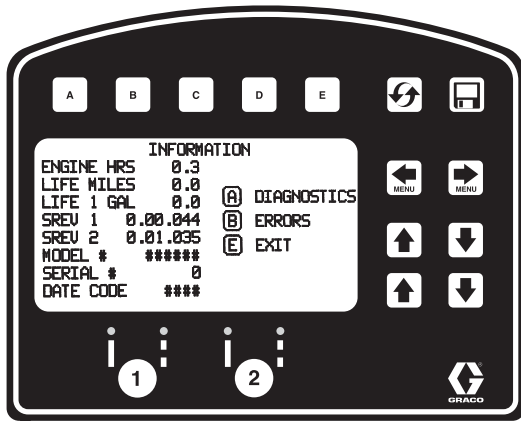 A B C D E
INFORMATION
ENGINE HRS 0.3
LIFE MILES 0.0
LIFE 1 GAL 0.0
SREV 1 0.00.044
SREV 2 0.01.035
MODEL # ######
SERIAL # 0
DATE CODE ####
A DIAGNOSTICS
B ERRORS
E EXIT
MENU MENU
1 2
G
GRACO